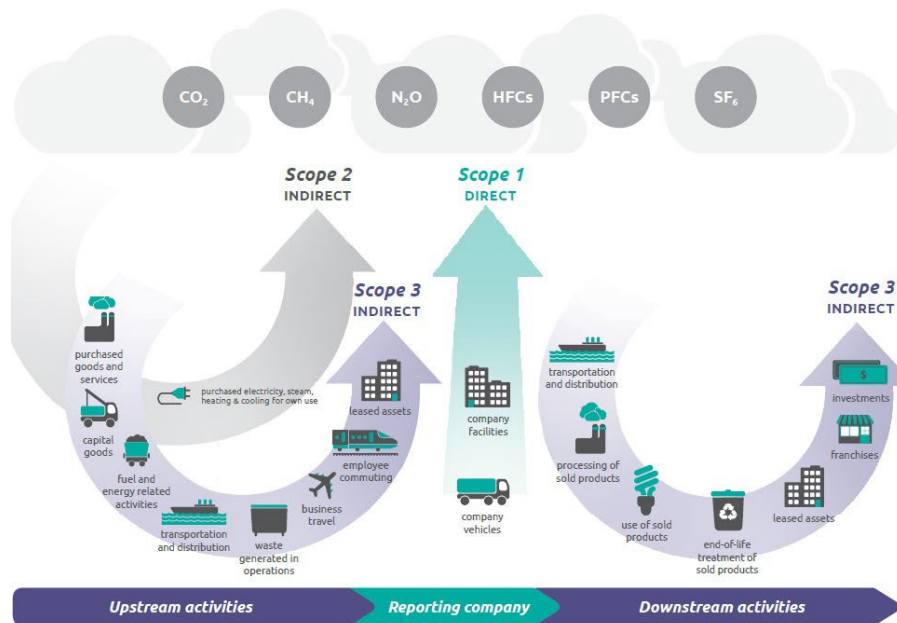 CO₂
CH₄
N₂O
HFCs
PFCs
SF₆
Scope 2
INDIRECT
Scope 1
DIRECT
Scope 3
INDIRECT
Scope 3
INDIRECT
purchased
goods and
services
capital
goods
fuel and
energy related
activities
purchased electricity, steam,
heating & cooling for own use
transportation
and distribution
waste
generated in
operations
business
travel
employee
commuting
leased assets
company
facilities
company
vehicles
transportation
and distribution
processing of
sold products
use of sold
products
end-of-life
treatment of
sold products
leased assets
franchises
$
investments
Upstream activities
Reporting company
Downstream activities